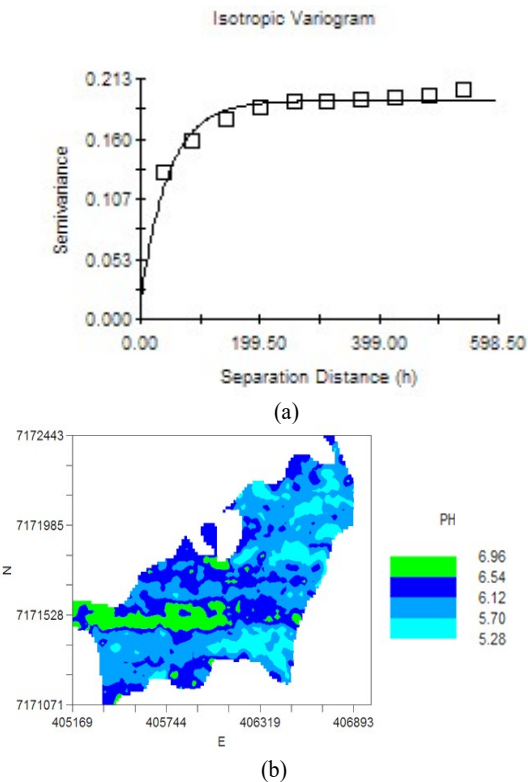 Isotropic Variogram
0.213
0.160
0.107
0.053
0.000
Semivariance
0.00 199.50 399.00 598.50
Separation Distance (h)
(a)
7172443
7171985
7171528
7171071
N
405169 405744 406319 406893
E
PH
6.96
6.54
6.12
5.70
5.28
(b)